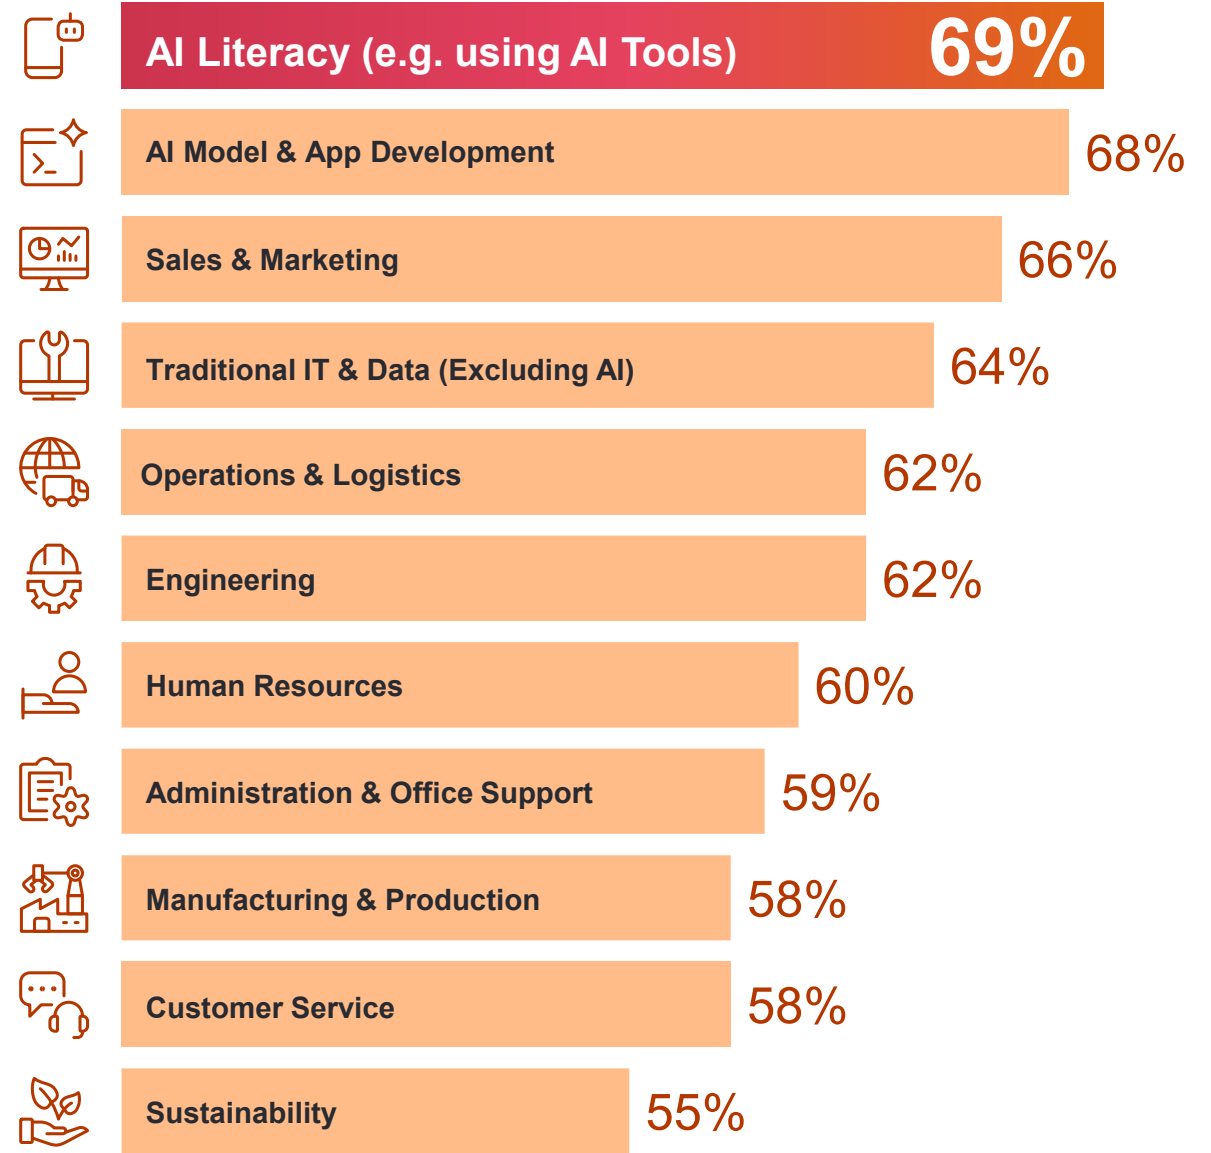 AI Literacy (e.g. using AI Tools) 69%
AI Model & App Development 68%
Sales & Marketing 66%
Traditional IT & Data (Excluding AI) 64%
Operations & Logistics 62%
Engineering 62%
Human Resources 60%
Administration & Office Support 59%
Manufacturing & Production 58%
Customer Service 58%
Sustainability 55%